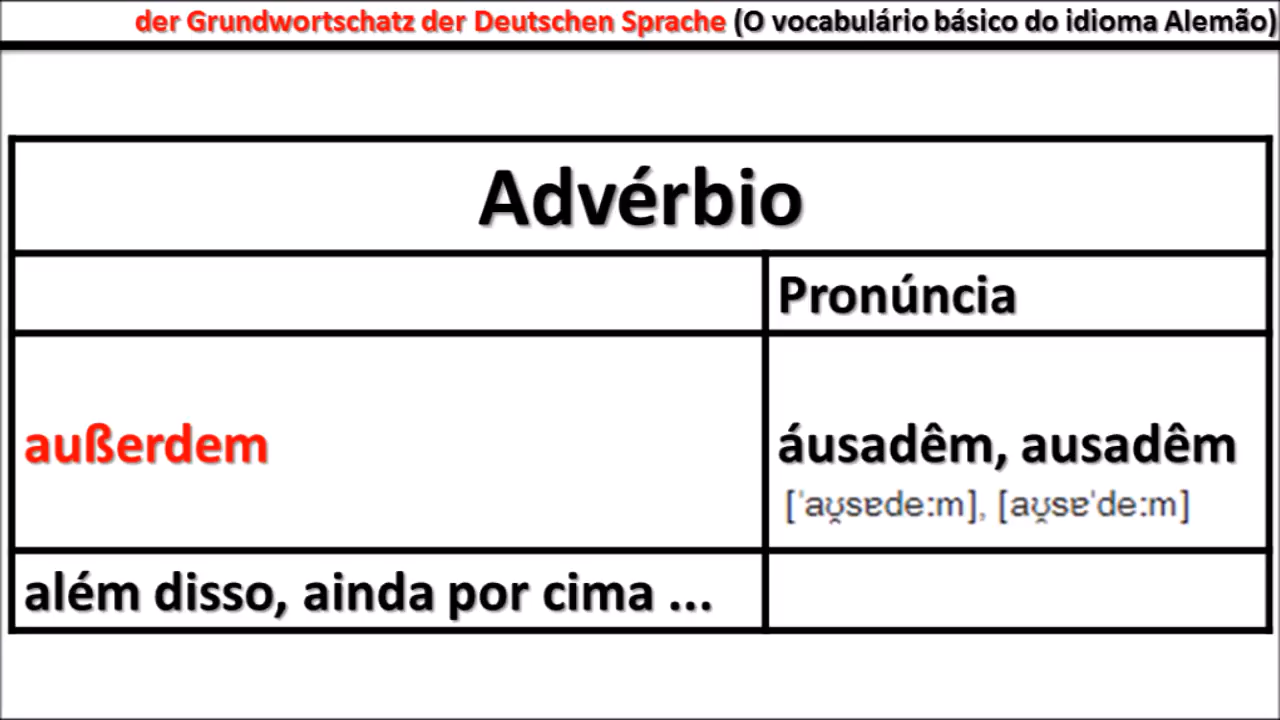 der Grundwortschatz der Deutschen Sprache (O vocabulário básico do idioma Alemão)
Advérbio
Pronúncia
außerdem
áusadêm, ausadêm
[ˈaʊ̯sɐdeːm], [aʊ̯sɐˈdeːm]
além disso, ainda por cima ...